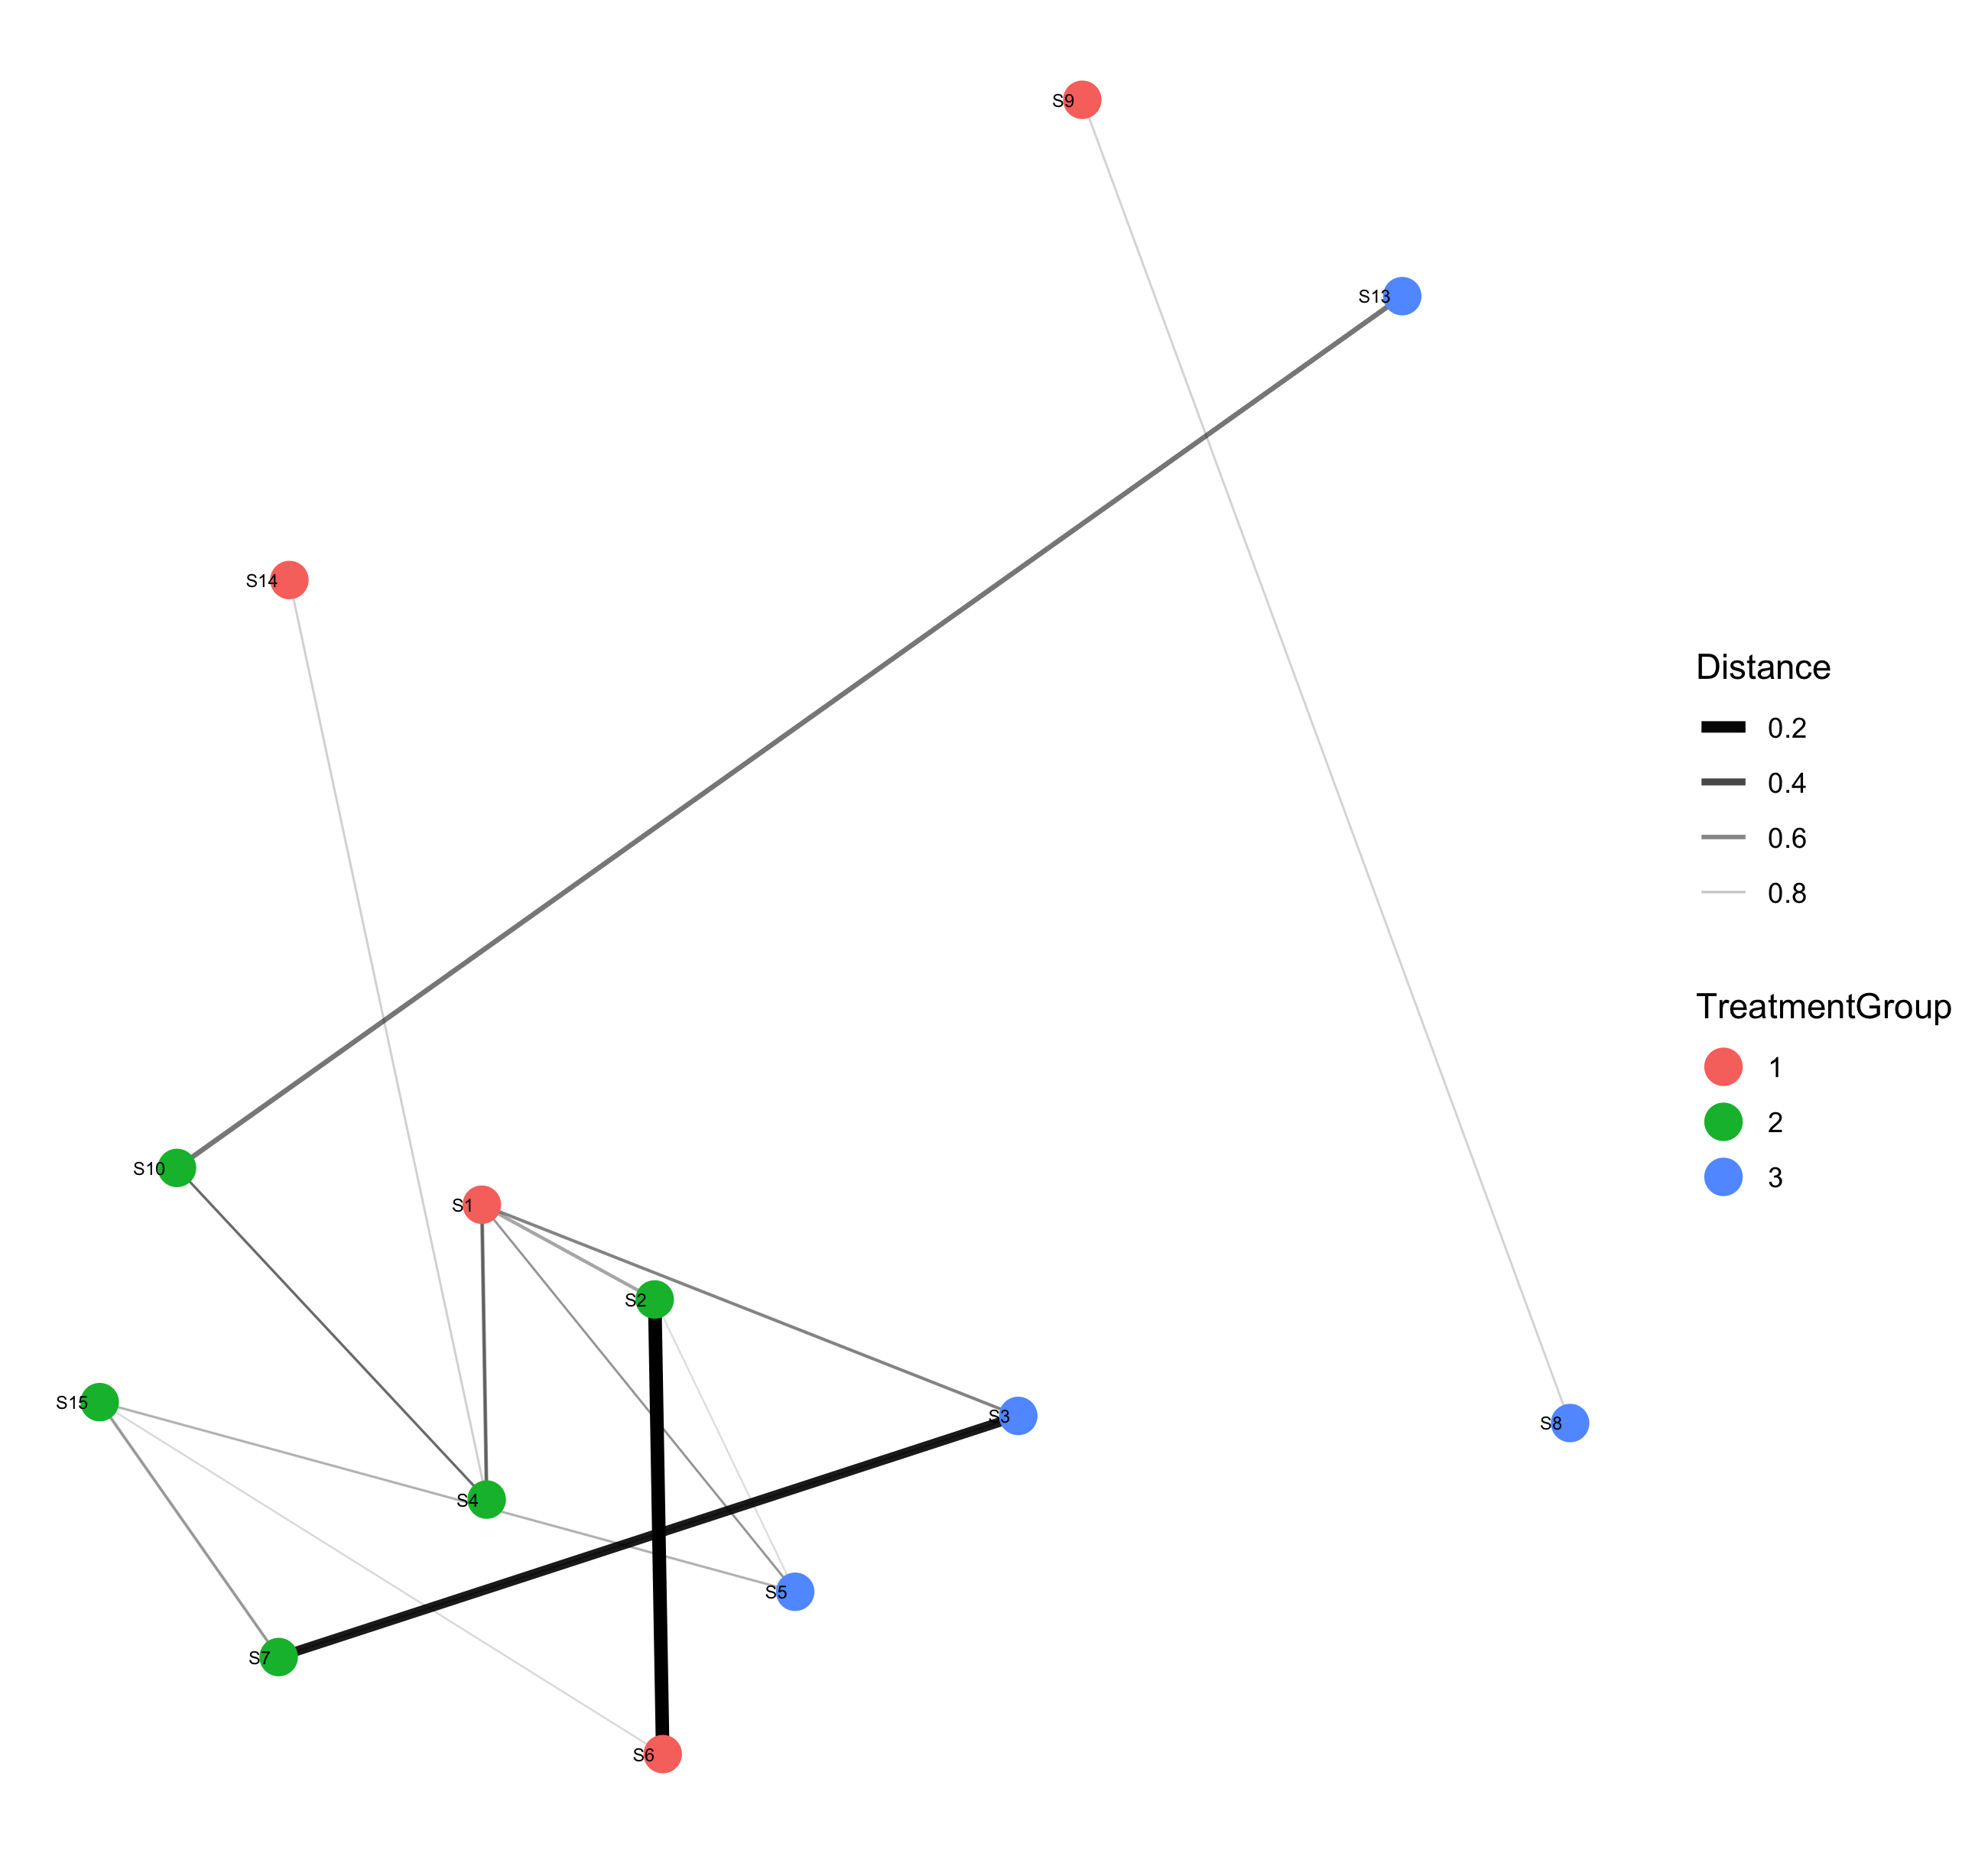 S9
S13
S14
Distance
0.2
0.4
0.6
0.8
TreatmentGroup
1
2
3
S10
S1
S2
S15
S3
S8
S4
S5
S7
S6